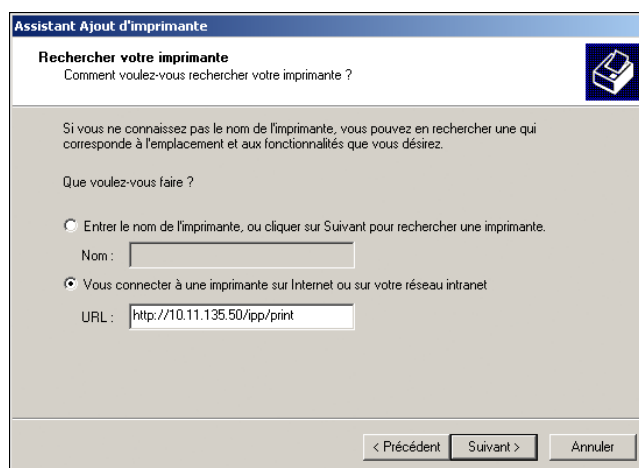 Assistant Ajout d'imprimante
Rechercher votre imprimante
Comment voulez-vous rechercher votre imprimante ?
Si vous ne connaissez pas le nom de l'imprimante, vous pouvez en rechercher une qui
corresponde à l'emplacement et aux fonctionnalités que vous désirez.
Que voulez-vous faire ?
Entrer le nom de l'imprimante, ou cliquer sur Suivant pour rechercher une imprimante.
Nom :
Vous connecter à une imprimante sur Internet ou sur votre réseau intranet
URL : http://10.11.135.50/ipp/print
< Précédent Suivant > Annuler